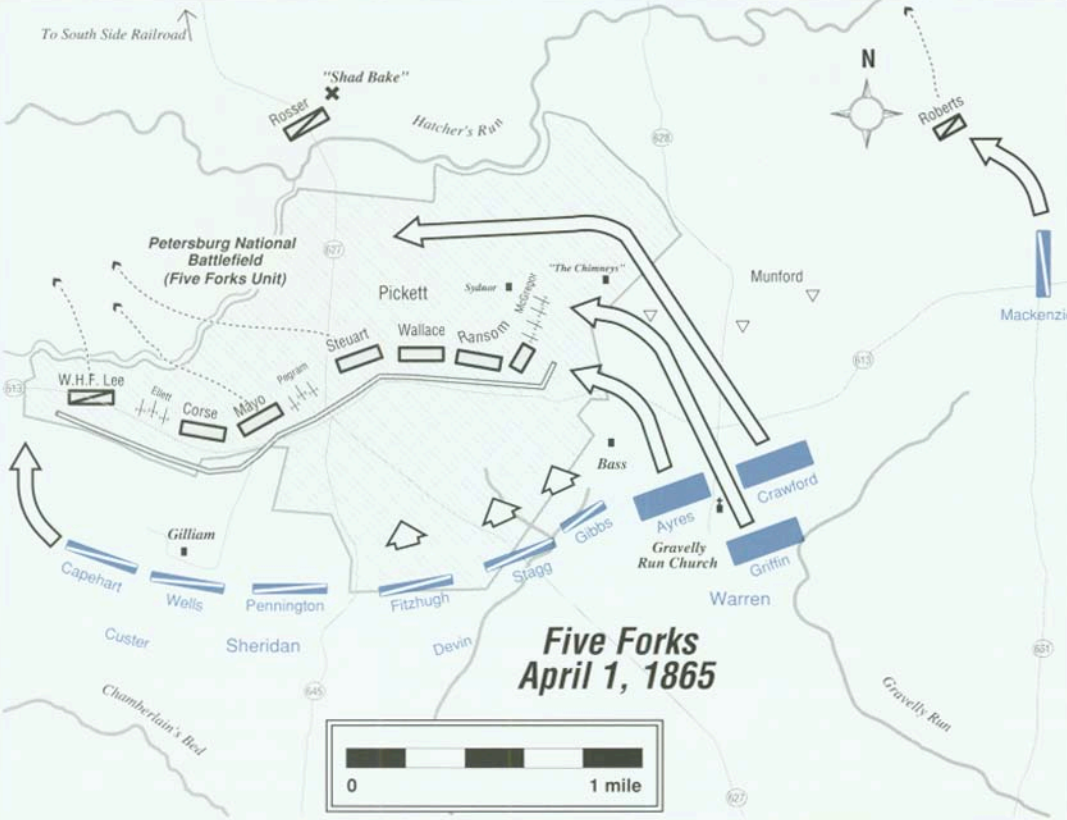 To South Side Railroad
N
"Shad Bake"
Rosser
Hatcher's Run
Roberts
628
Petersburg National
Battlefield
(Five Forks Unit)
627
"The Chimneys"
Munford
Mackenzi
Pickett
Sydnor
McGregor
Steuart
Wallace
Ransom
613
613
W.H.F. Lee
Ellett
Corse
Mayo
Pegram
Bass
Crawford
Ayres
Gibbs
Gravelly
Run Church
Griffin
Gilliam
Capehart
Wells
Pennington
Fitzhugh
Stagg
Warren
Custer
Sheridan
Devin
Five Forks
April 1, 1865
631
645
Chamberlain's Bed
Gravelly Run
0
1 mile
627